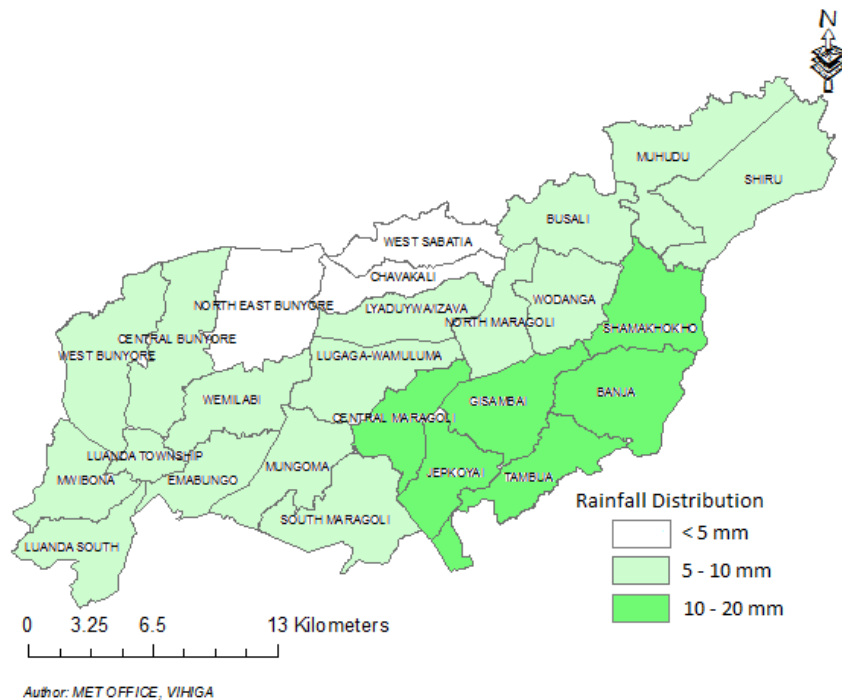 N
MUHUDU
SHIRU
BUSALI
WEST SABATIA
CHAVAKALI
NORTH EAST BUNYORE
LYADUYWA/IZAVA
WODANGA
NORTH MARAGOLI
SHAMAKHOKHO
CENTRAL BUNYORE
WEST BUNYORE
LUGAGA-WAMULUMA
BANJA
WEMILABI
GISAMBAI
CENTRAL MARAGOLI
LUANDA TOWNSHIP
MUNGOMA
JEPKOYAI
TAMBUA
MWIBONA
EMABUNGO
SOUTH MARAGOLI
LUANDA SOUTH
Rainfall Distribution
< 5 mm
5 - 10 mm
10 - 20 mm
0 3.25 6.5 13 Kilometers
Author: MET OFFICE, VIHIGA